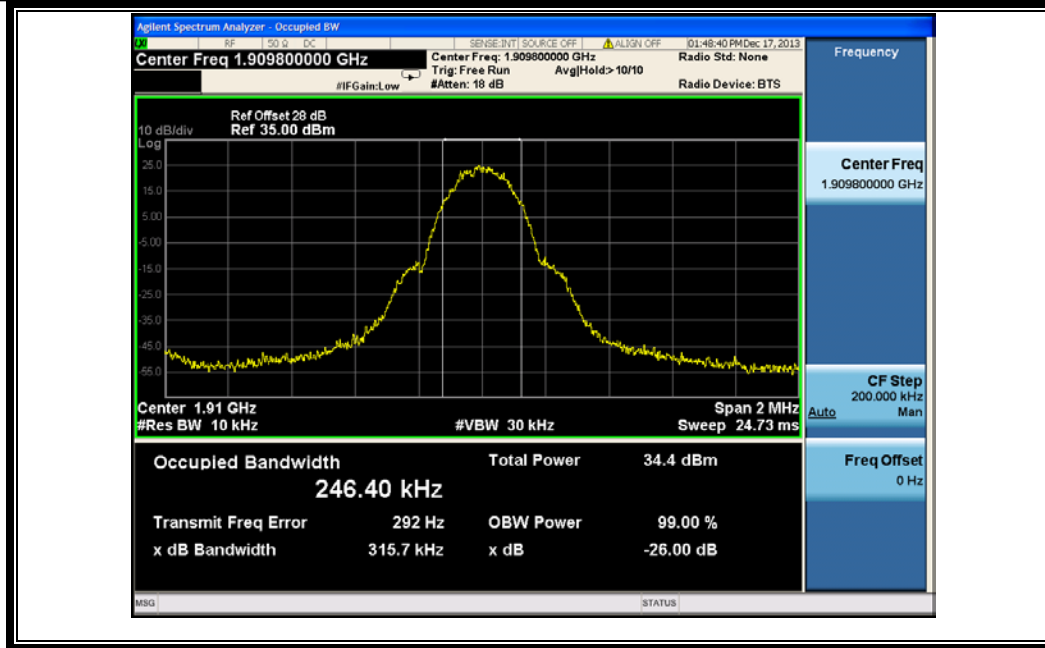 Agilent Spectrum Analyzer - Occupied BW
RF 50 Ω DC SENSE:INT SOURCE OFF ALIGN OFF 01:48:40 PM Dec 17, 2013
Center Freq 1.909800000 GHz
Center Freq: 1.909800000 GHz
Radio Std: None
Trig: Free Run Avg|Hold:> 10/10
#IFGain:Low
#Atten: 18 dB
Radio Device: BTS
Ref Offset 28 dB
10 dB/div Ref 35.00 dBm
Log
25.0
15.0
5.00
-5.00
-15.0
-25.0
-35.0
-45.0
-55.0
Center 1.91 GHz Span 2 MHz
#Res BW 10 kHz #VBW 30 kHz Sweep 24.73 ms
Occupied Bandwidth Total Power 34.4 dBm
246.40 kHz
Transmit Freq Error 292 Hz OBW Power 99.00 %
x dB Bandwidth 315.7 kHz x dB -26.00 dB
MSG STATUS
Frequency
Center Freq
1.909800000 GHz
CF Step
200.000 kHz
Auto Man
Freq Offset
0 Hz